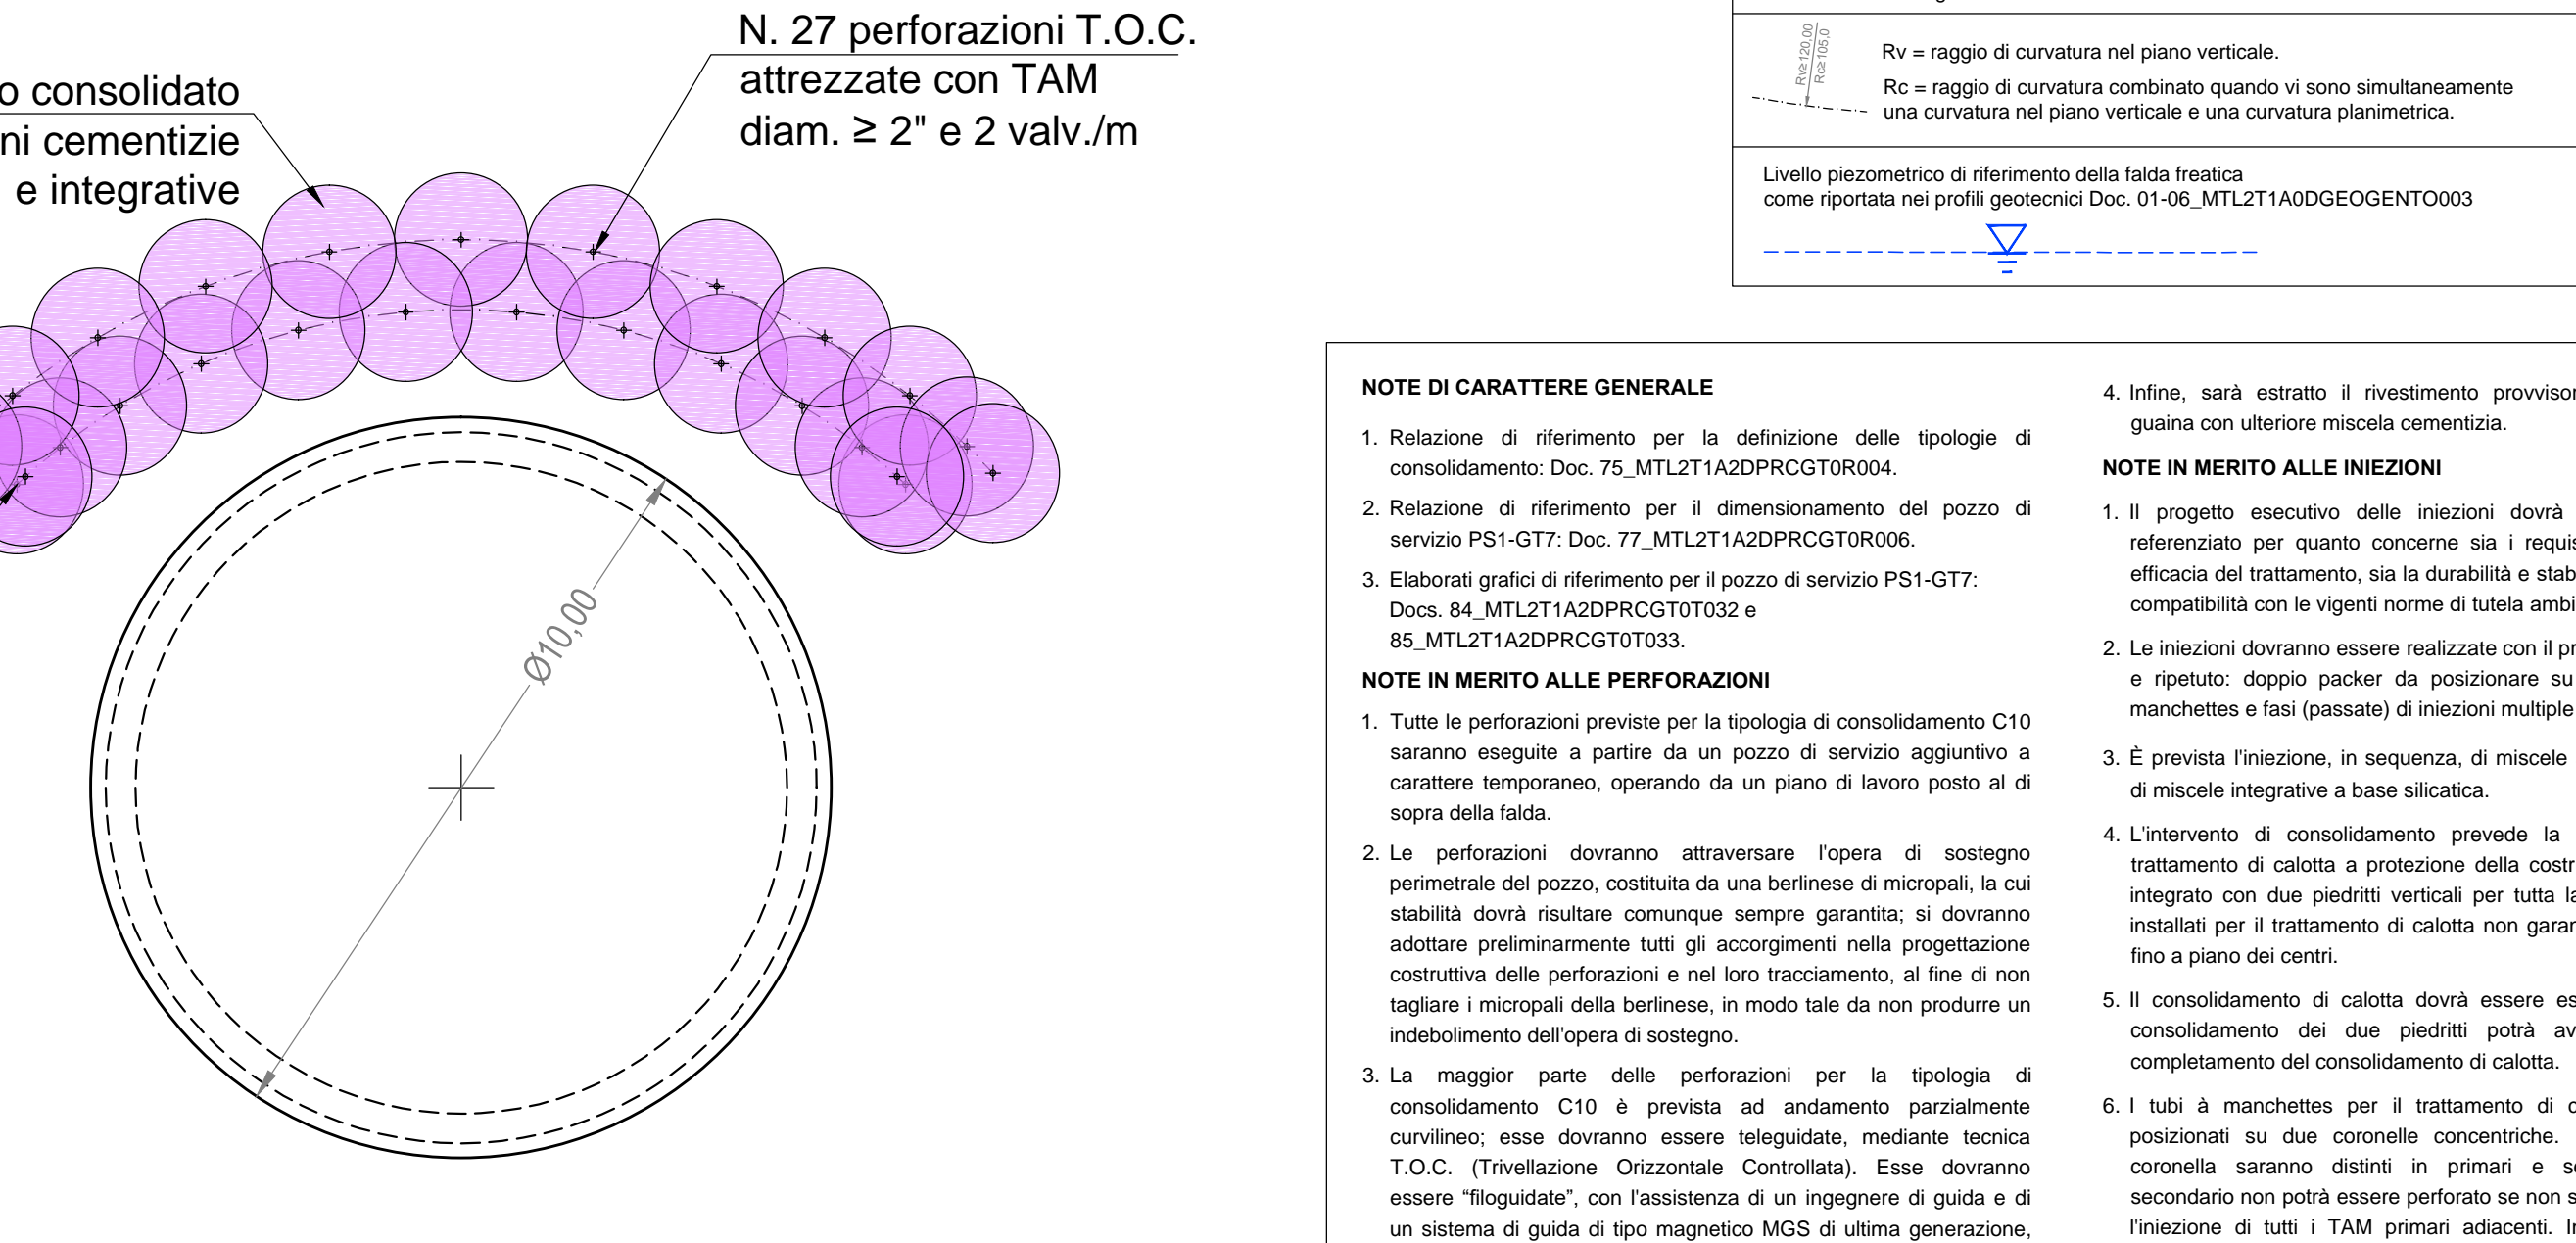 N. 27 perforazioni T.O.C.
attrezzate con TAM
diam. ≥ 2" e 2 valv./m
o consolidato
ni cementizie
e integrative
Ø10,00
Rv≥120,00
Rc≥105,0
Rv = raggio di curvatura nel piano verticale.
Rc = raggio di curvatura combinato quando vi sono simultaneamente
una curvatura nel piano verticale e una curvatura planimetrica.
Livello piezometrico di riferimento della falda freatica
come riportata nei profili geotecnici Doc. 01-06_MTL2T1A0DGEOGENTO003
NOTE DI CARATTERE GENERALE
1. Relazione di riferimento per la definizione delle tipologie di
consolidamento: Doc. 75_MTL2T1A2DPRCGT0R004.
2. Relazione di riferimento per il dimensionamento del pozzo di
servizio PS1-GT7: Doc. 77_MTL2T1A2DPRCGT0R006.
3. Elaborati grafici di riferimento per il pozzo di servizio PS1-GT7:
Docs. 84_MTL2T1A2DPRCGT0T032 e
85_MTL2T1A2DPRCGT0T033.
NOTE IN MERITO ALLE PERFORAZIONI
1. Tutte le perforazioni previste per la tipologia di consolidamento C10
saranno eseguite a partire da un pozzo di servizio aggiuntivo a
carattere temporaneo, operando da un piano di lavoro posto al di
sopra della falda.
2. Le perforazioni dovranno attraversare l'opera di sostegno
perimetrale del pozzo, costituita da una berlinese di micropali, la cui
stabilità dovrà risultare comunque sempre garantita; si dovranno
adottare preliminarmente tutti gli accorgimenti nella progettazione
costruttiva delle perforazioni e nel loro tracciamento, al fine di non
tagliare i micropali della berlinese, in modo tale da non produrre un
indebolimento dell'opera di sostegno.
3. La maggior parte delle perforazioni per la tipologia di
consolidamento C10 è prevista ad andamento parzialmente
curvilineo; esse dovranno essere teleguidate, mediante tecnica
T.O.C. (Trivellazione Orizzontale Controllata). Esse dovranno
essere “filoguidate”, con l'assistenza di un ingegnere di guida e di
un sistema di guida di tipo magnetico MGS di ultima generazione,
4. Infine, sarà estratto il rivestimento provvisor
guaina con ulteriore miscela cementizia.
NOTE IN MERITO ALLE INIEZIONI
1. Il progetto esecutivo delle iniezioni dovrà
referenziato per quanto concerne sia i requis
efficacia del trattamento, sia la durabilità e stab
compatibilità con le vigenti norme di tutela ambi
2. Le iniezioni dovranno essere realizzate con il pr
e ripetuto: doppio packer da posizionare su
manchettes e fasi (passate) di iniezioni multiple
3. È prevista l'iniezione, in sequenza, di miscele
di miscele integrative a base silicatica.
4. L'intervento di consolidamento prevede la
trattamento di calotta a protezione della costr
integrato con due piedritti verticali per tutta la
installati per il trattamento di calotta non garan
fino a piano dei centri.
5. Il consolidamento di calotta dovrà essere es
consolidamento dei due piedritti potrà av
completamento del consolidamento di calotta.
6. I tubi à manchettes per il trattamento di c
posizionati su due coronelle concentriche.
coronella saranno distinti in primari e se
secondario non potrà essere perforato se non s
l'iniezione di tutti i TAM primari adiacenti. I